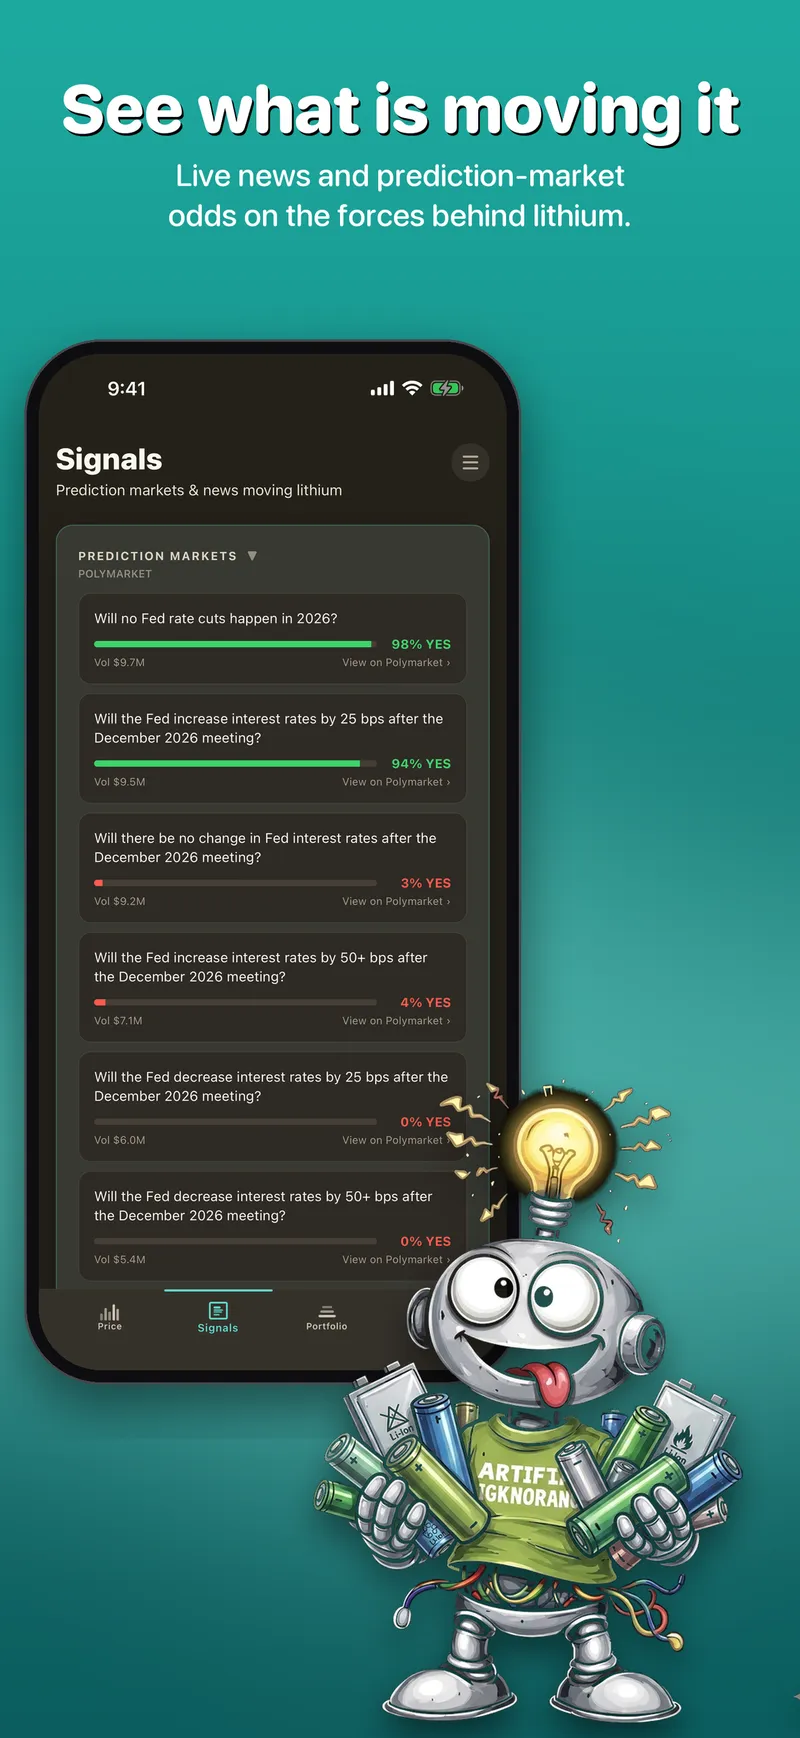 See what is moving it
Live news and prediction-market
odds on the forces behind lithium.
9:41
Signals
Prediction markets & news moving lithium
PREDICTION MARKETS ▼
POLYMARKET
Will no Fed rate cuts happen in 2026?
98% YES
Vol $9.7M View on Polymarket ›
Will the Fed increase interest rates by 25 bps after the
December 2026 meeting?
94% YES
Vol $9.5M View on Polymarket ›
Will there be no change in Fed interest rates after the
December 2026 meeting?
3% YES
Vol $9.2M View on Polymarket ›
Will the Fed increase interest rates by 50+ bps after
the December 2026 meeting?
4% YES
Vol $7.1M View on Polymarket ›
Will the Fed decrease interest rates by 25 bps after the
December 2026 meeting?
0% YES
Vol $6.0M View on Polymarket
Will the Fed decrease interest rates by 50+ bps after
the December 2026 meeting?
0% YES
Vol $5.4M View on Polymarket ›
Price Signals Portfolio
Li-ion
ARTIFI
IGKNORAN